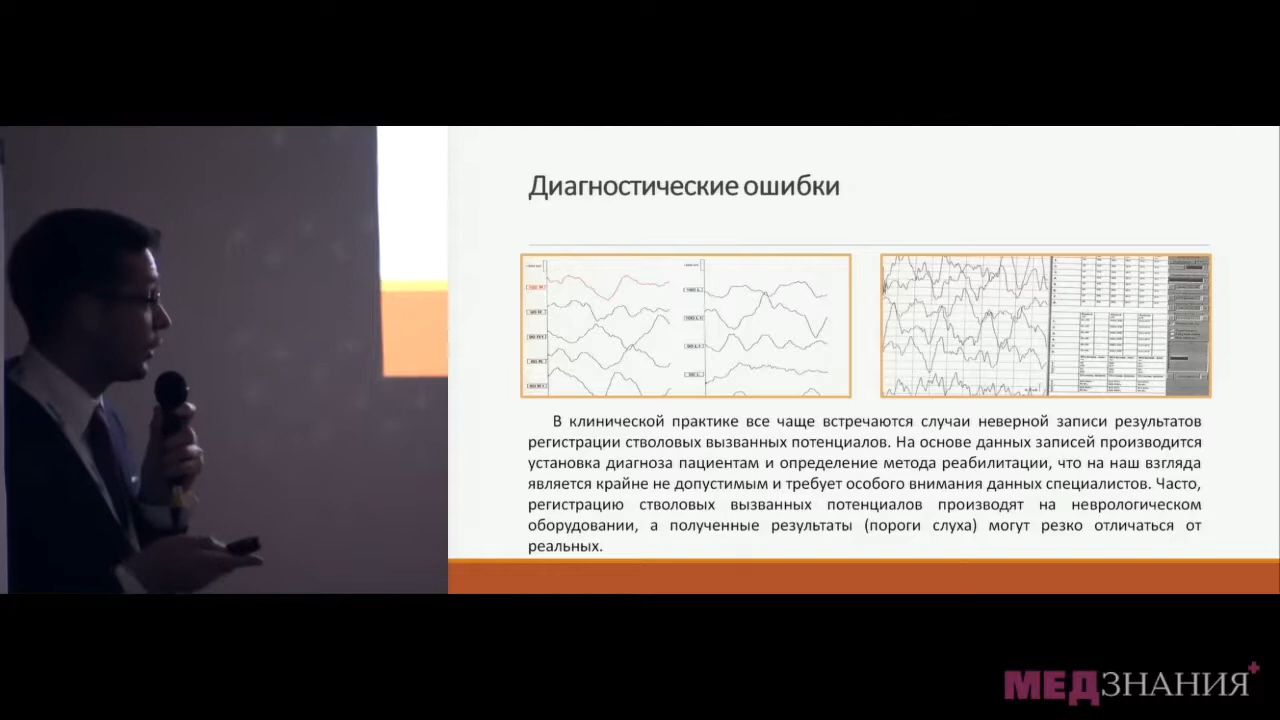 Диагностические ошибки
В клинической практике все чаще встречаются случаи неверной записи результатов
регистрации стволовых вызванных потенциалов. На основе данных записей производится
установка диагноза пациентам и определение метода реабилитации, что на наш взгляда
является крайне не допустимым и требует особого внимания данных специалистов. Часто,
регистрацию стволовых вызванных потенциалов производят на неврологическом
оборудовании, а полученные результаты (пороги слуха) могут резко отличаться от
реальных.
МЕДЗНАНИЯ+